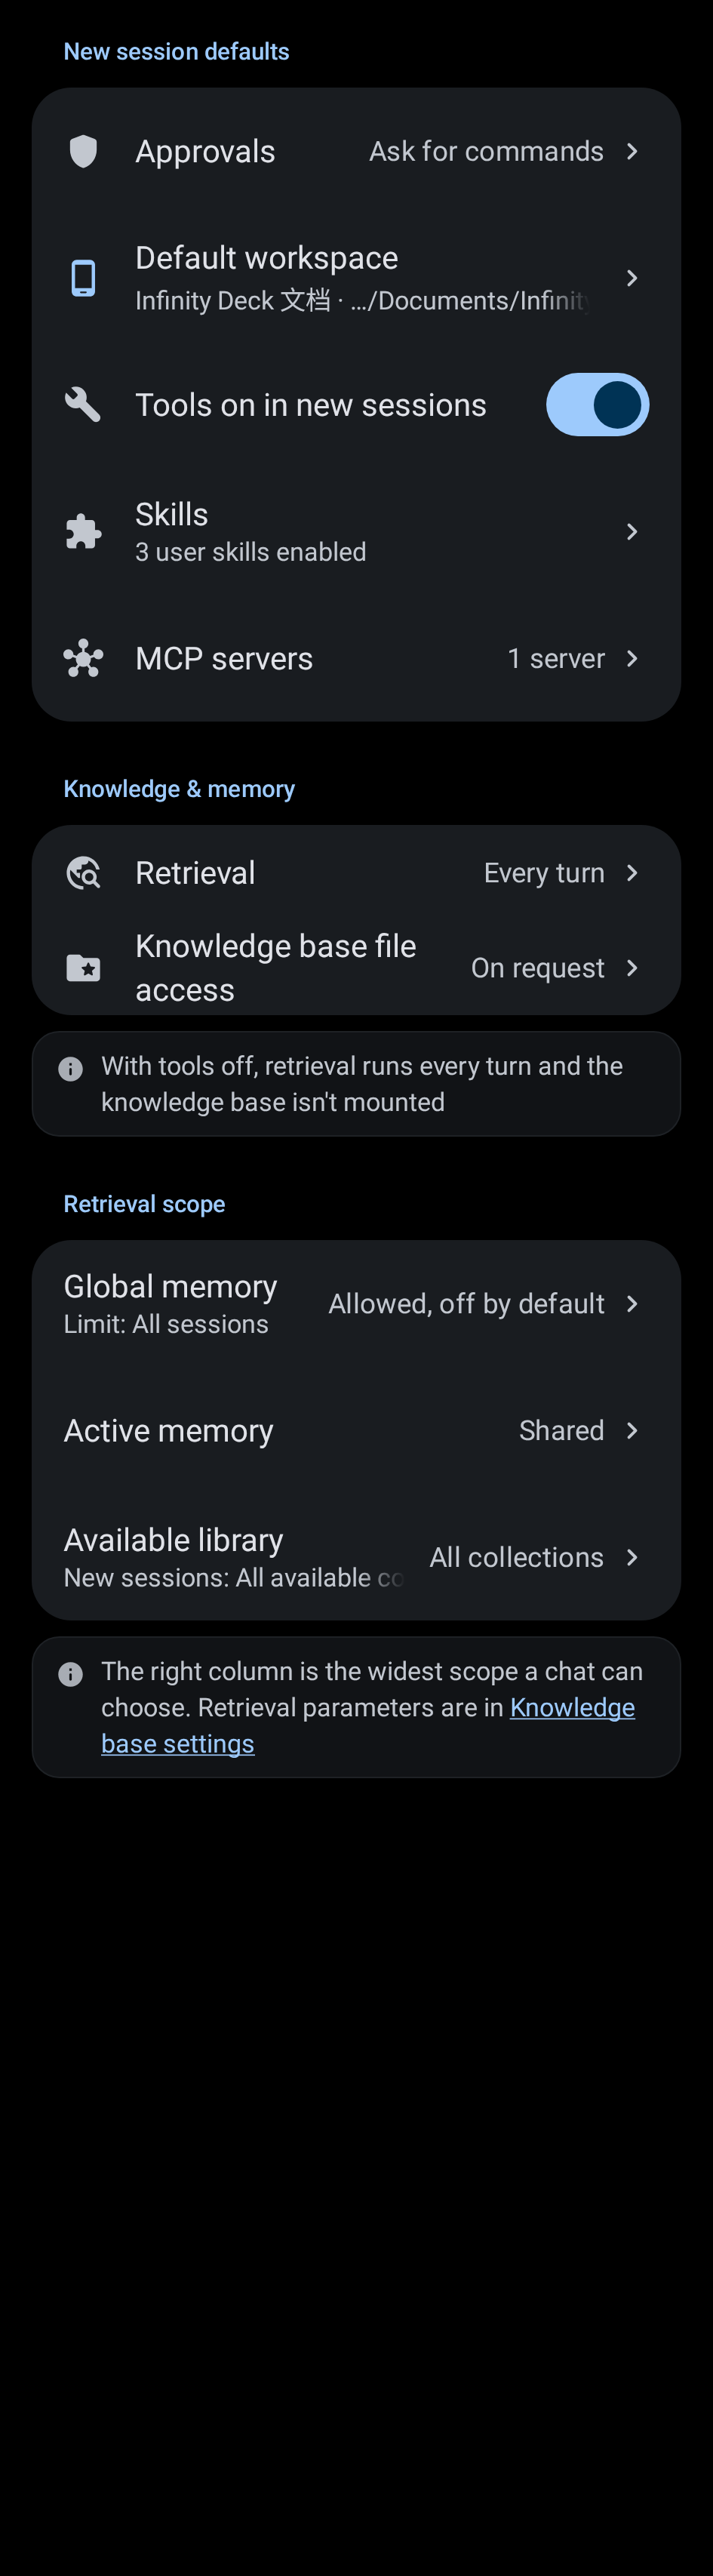 New session defaults
Approvals
Ask for commands
Default workspace
Infinity Deck 文档 · …/Documents/Infinity
Tools on in new sessions
Skills
3 user skills enabled
MCP servers
1 server
Knowledge & memory
Retrieval
Every turn
Knowledge base file
access
On request
With tools off, retrieval runs every turn and the
knowledge base isn't mounted
Retrieval scope
Global memory
Limit: All sessions
Allowed, off by default
Active memory
Shared
Available library
New sessions: All available co
All collections
The right column is the widest scope a chat can
choose. Retrieval parameters are in Knowledge
base settings